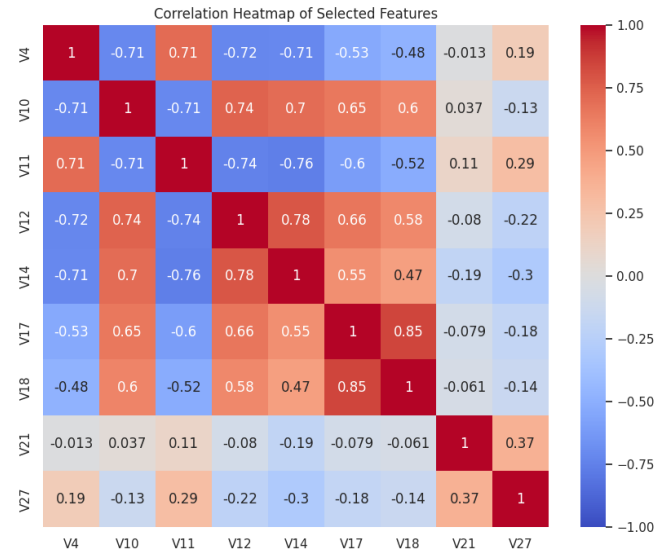 Correlation Heatmap of Selected Features
V4 1 -0.71 0.71 -0.72 -0.71 -0.53 -0.48 -0.013 0.19
V10 -0.71 1 -0.71 0.74 0.7 0.65 0.6 0.037 -0.13
V11 0.71 -0.71 1 -0.74 -0.76 -0.6 -0.52 0.11 0.29
V12 -0.72 0.74 -0.74 1 0.78 0.66 0.58 -0.08 -0.22
V14 -0.71 0.7 -0.76 0.78 1 0.55 0.47 -0.19 -0.3
V17 -0.53 0.65 -0.6 0.66 0.55 1 0.85 -0.079 -0.18
V18 -0.48 0.6 -0.52 0.58 0.47 0.85 1 -0.061 -0.14
V21 -0.013 0.037 0.11 -0.08 -0.19 -0.079 -0.061 1 0.37
V27 0.19 -0.13 0.29 -0.22 -0.3 -0.18 -0.14 0.37 1
V4 V10 V11 V12 V14 V17 V18 V21 V27
1.00
0.75
0.50
0.25
0.00
−0.25
−0.50
−0.75
−1.00